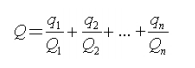 Q = q₁/Q₁ + q₂/Q₂ + ... + qₙ/Qₙ